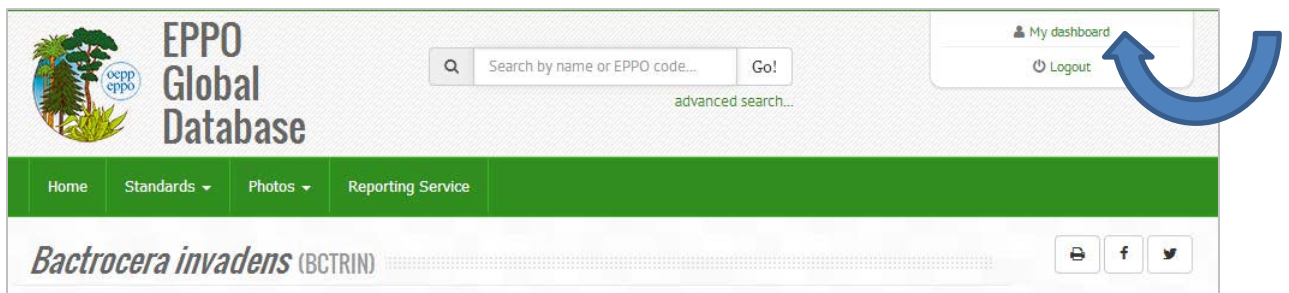 EPPO
Global
Database
oepp
eppo
Search by name or EPPO code... Go!
advanced search...
My dashboard
Logout
Home Standards Photos Reporting Service
Bactrocera invadens (BCTRIN)